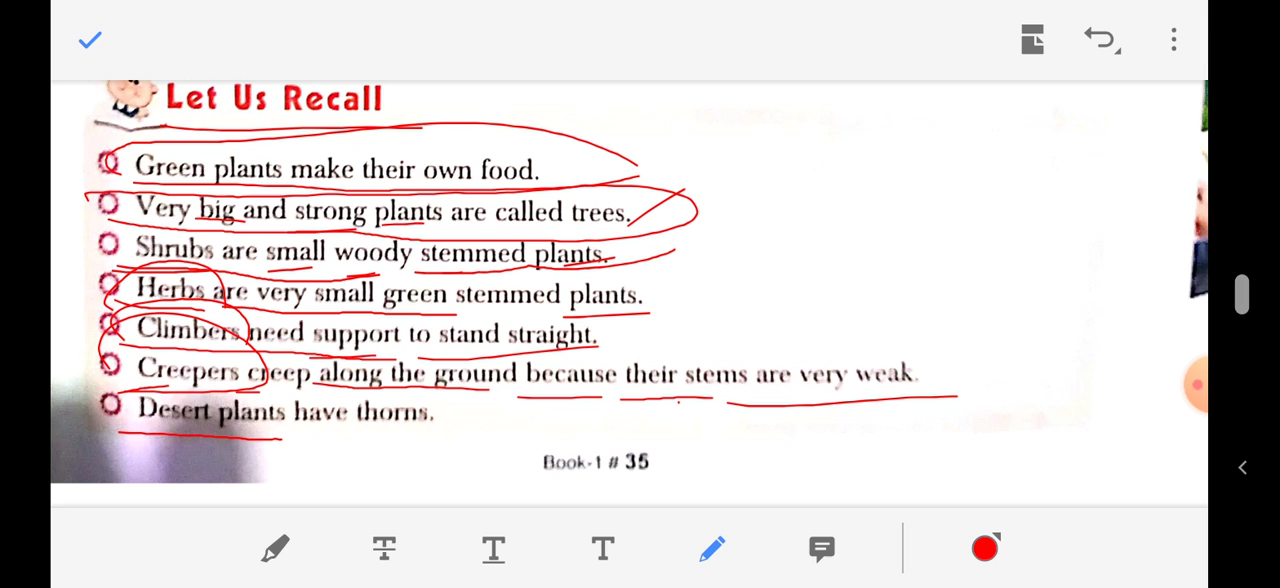 Let Us Recall
Green plants make their own food.
Very big and strong plants are called trees.
Shrubs are small woody stemmed plants.
Herbs are very small green stemmed plants.
Climbers need support to stand straight.
Creepers creep along the ground because their stems are very weak.
Desert plants have thorns.
Book-1 # 35
T
T
T